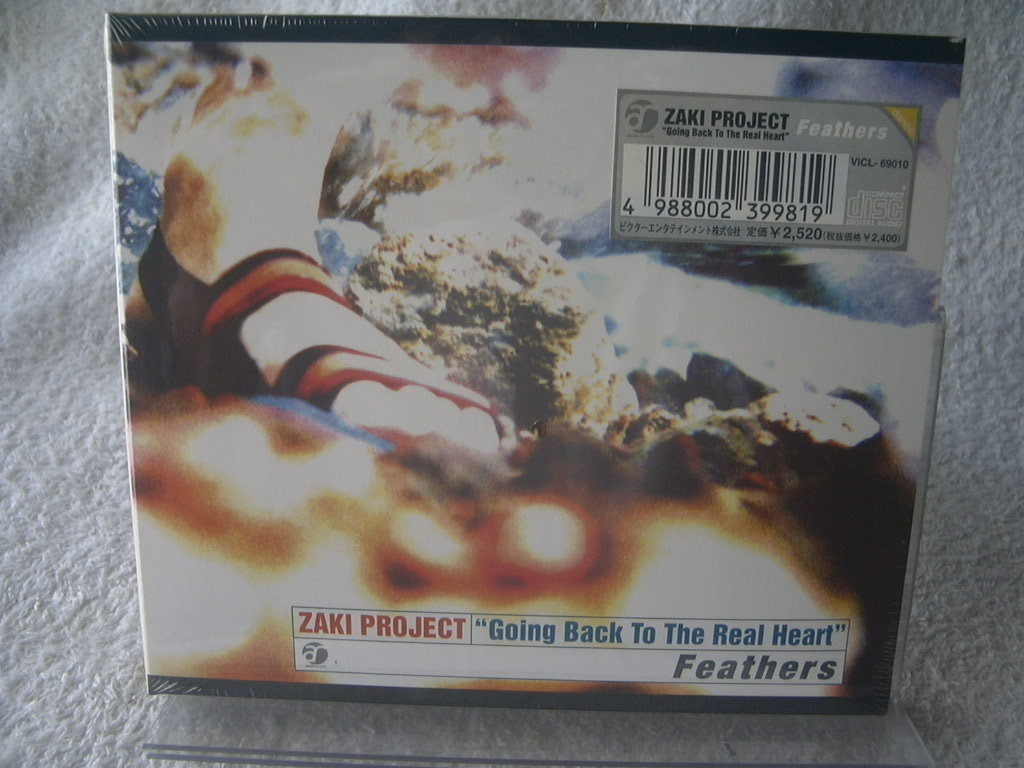 ZAKI PROJECT
"Going Back To The Real Heart"
Feathers
VICL- 69010
4 988002 399819
COMPACT
disc
DIGITAL AUDIO
ビクターエンタテインメント株式会社 定価 ¥2,520 (税抜価格 ¥2,400)
ZAKI PROJECT "Going Back To The Real Heart"
Feathers